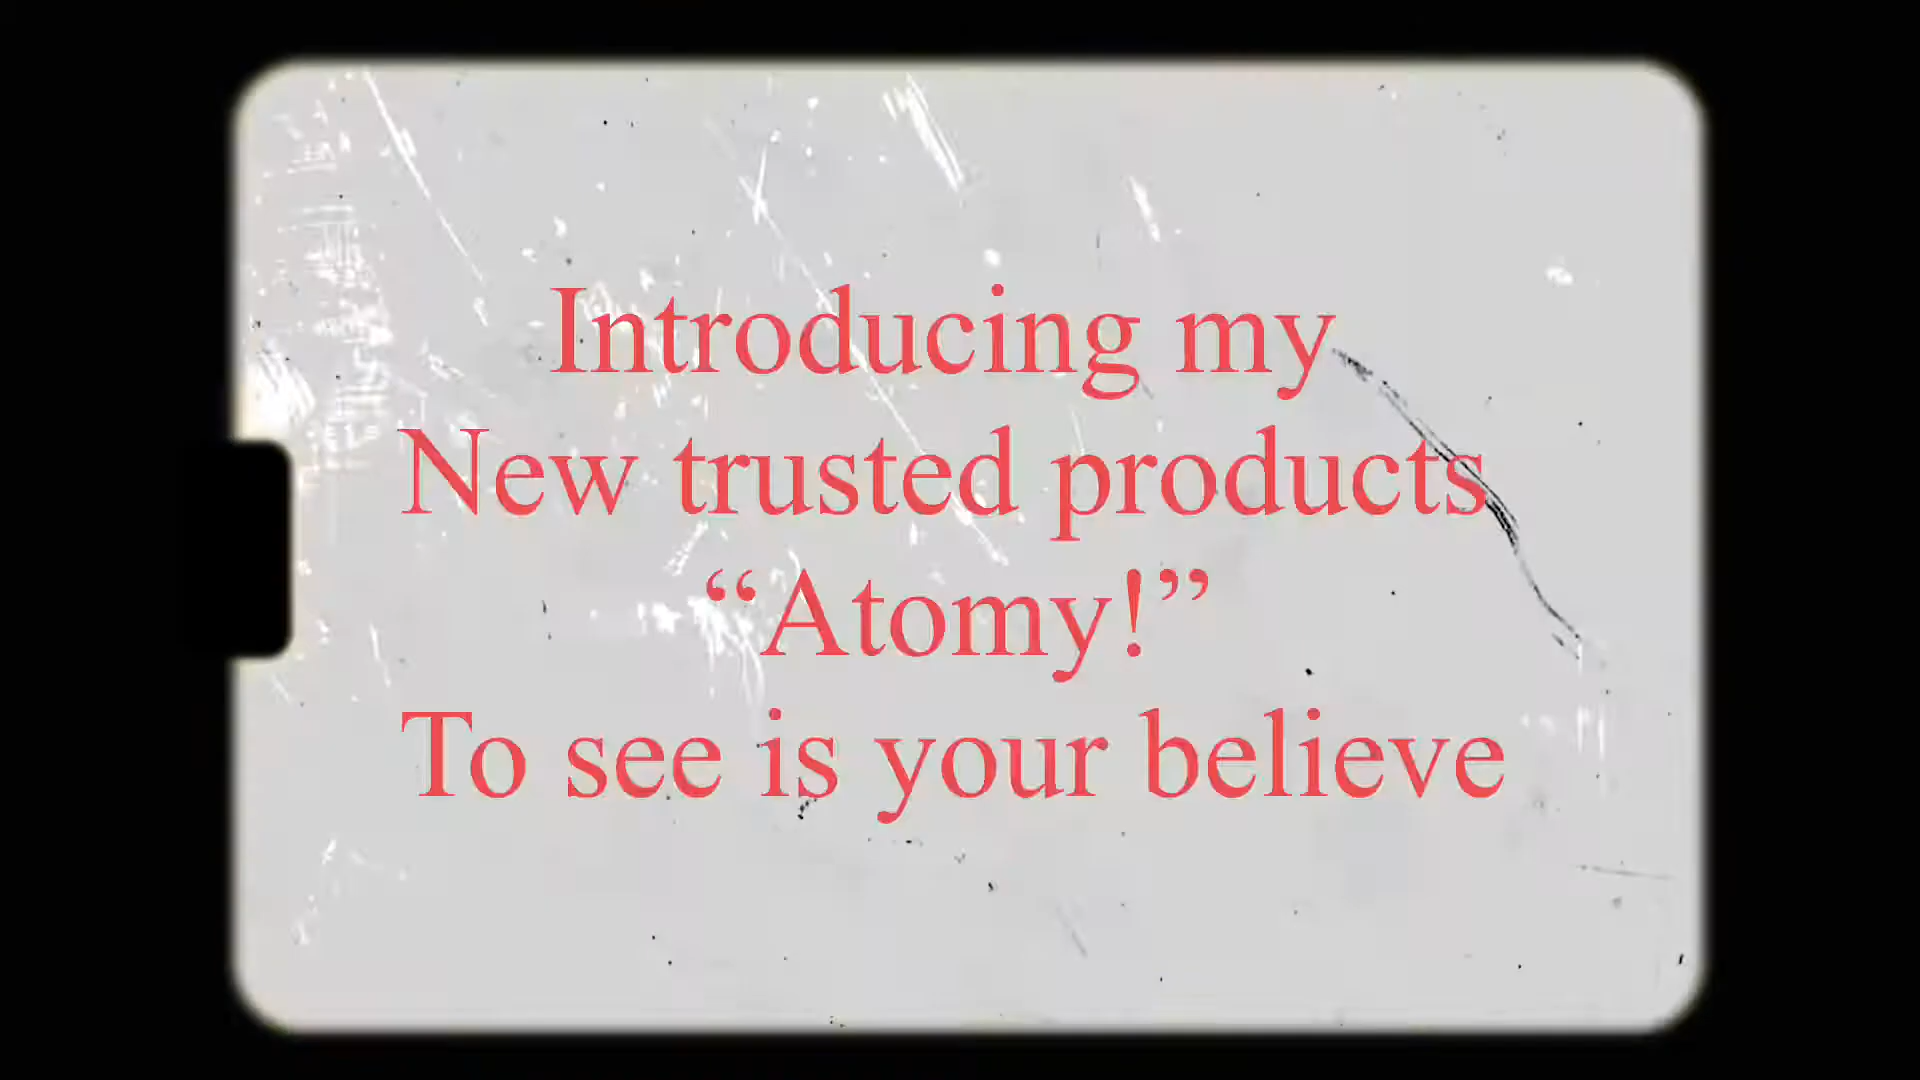 Introducing my
New trusted products
“Atomy!”
To see is your believe